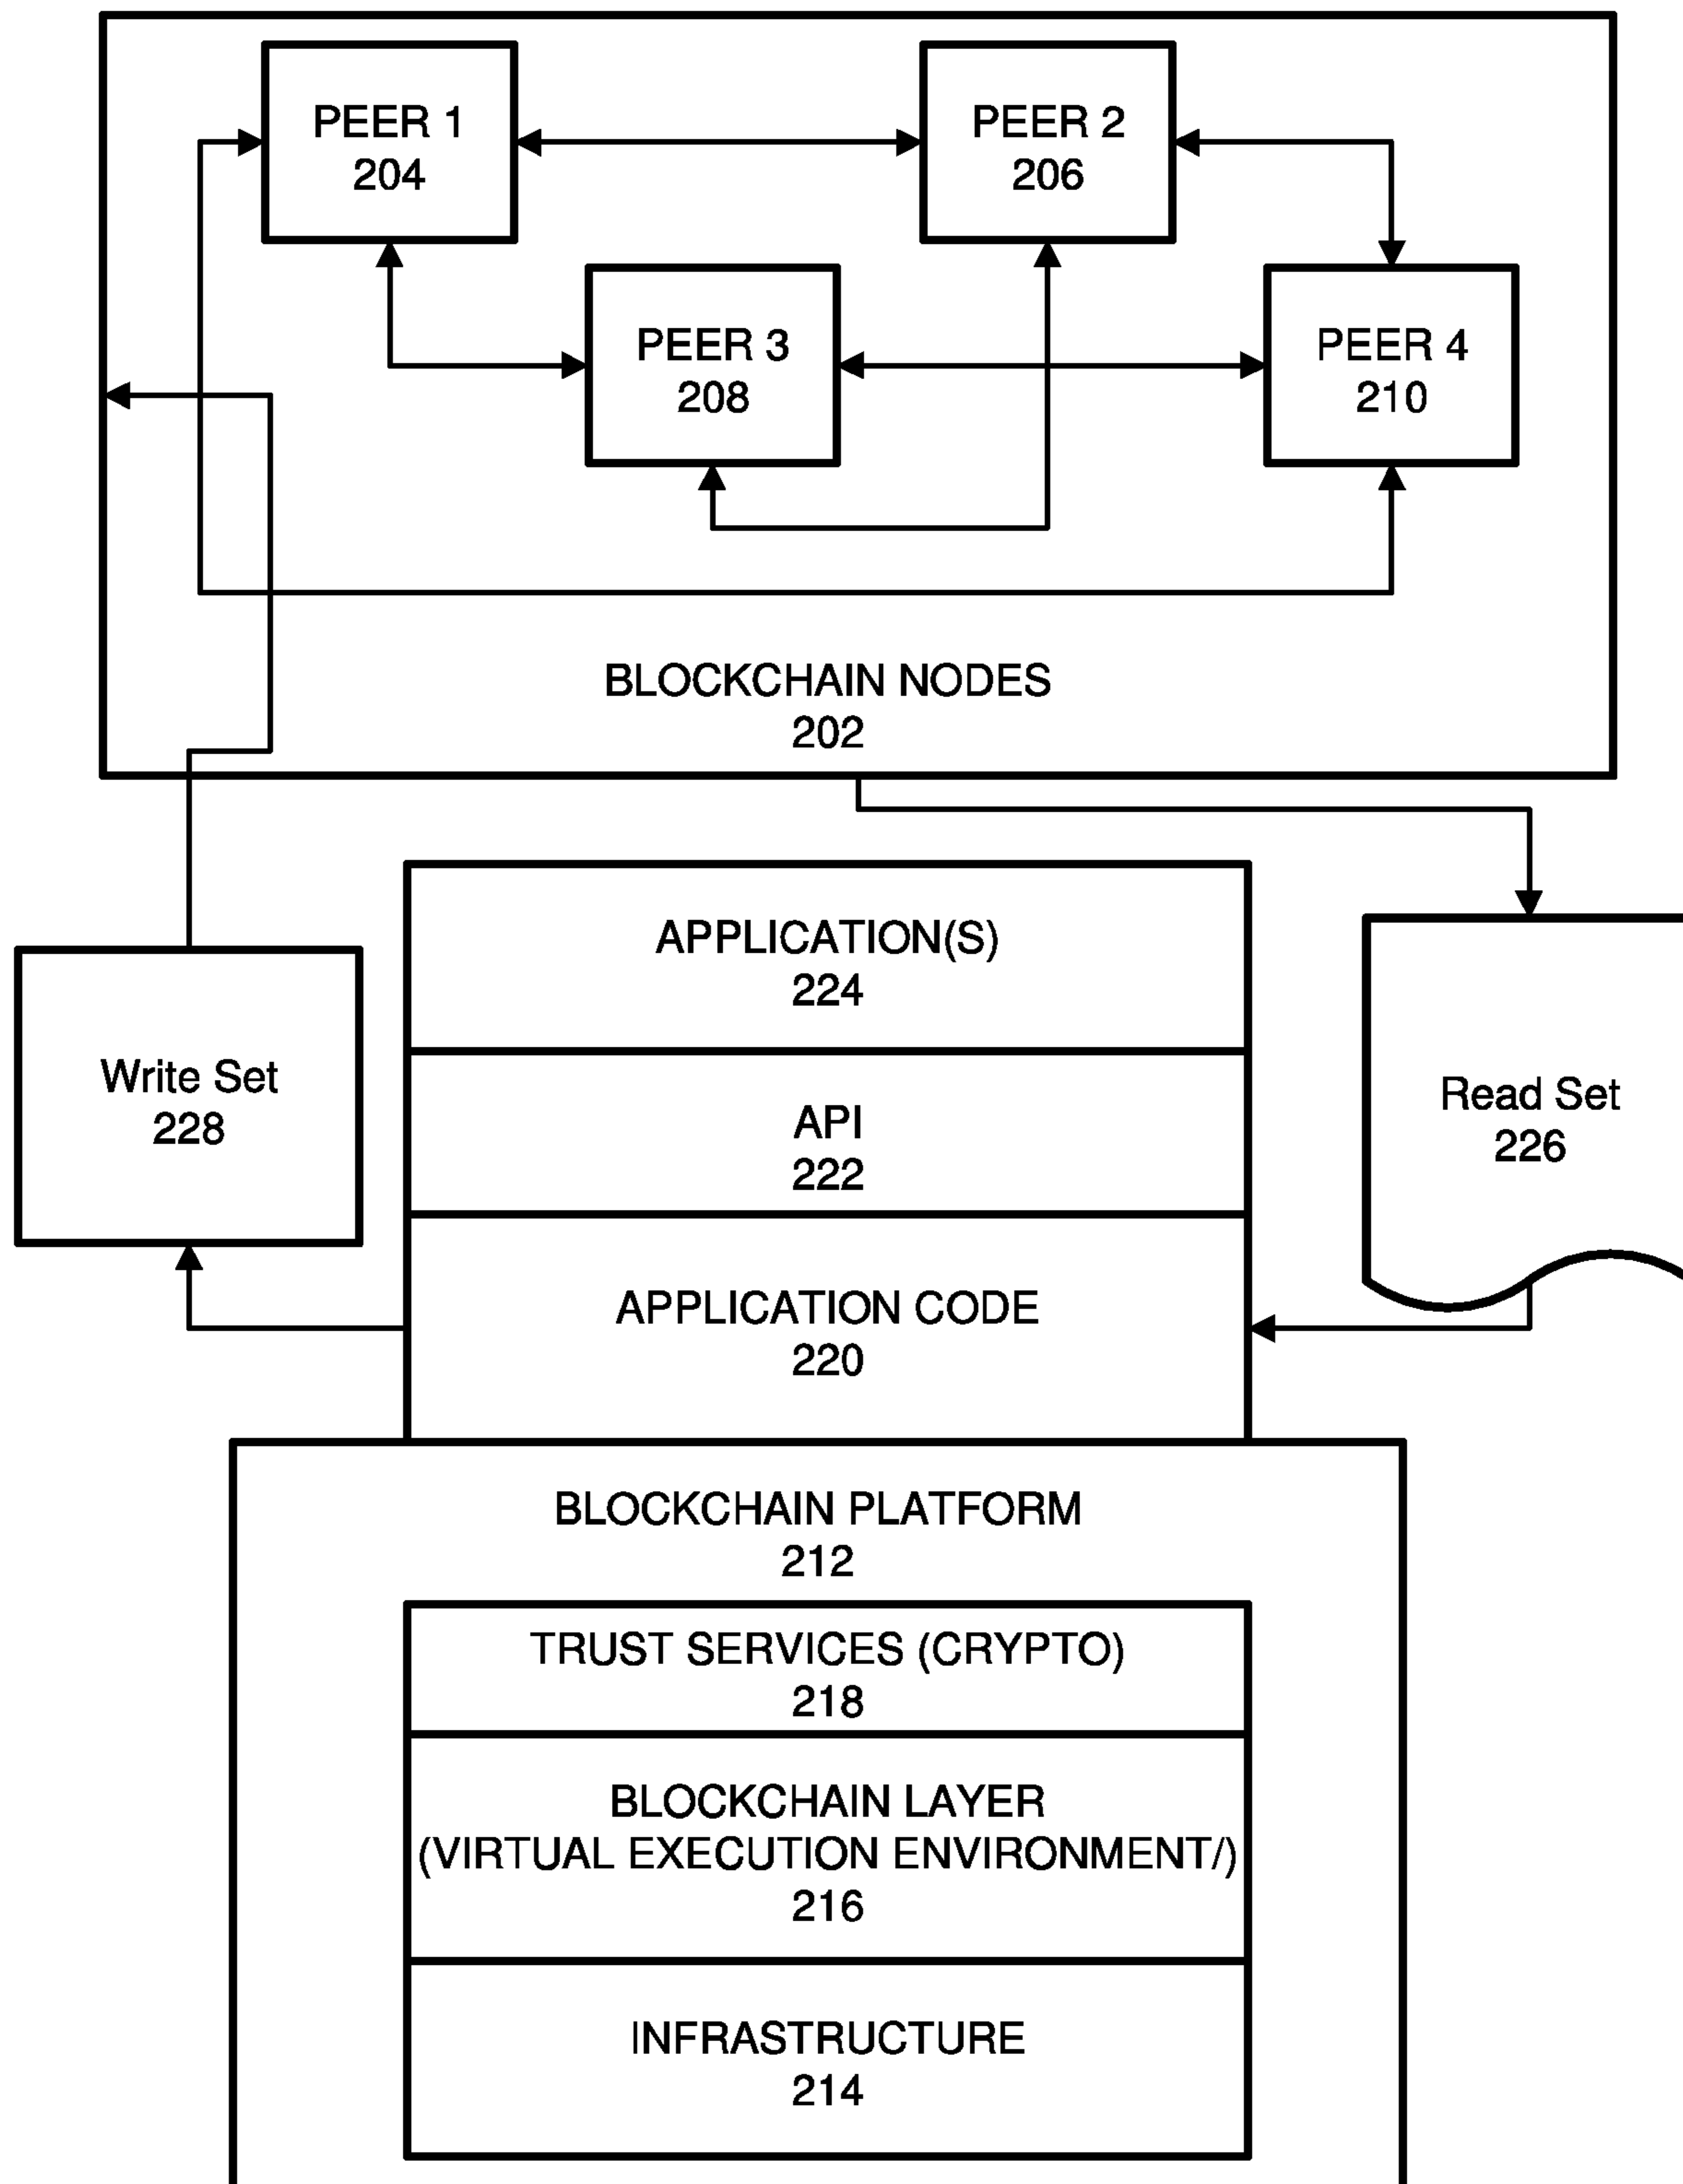 PEER 1
204
PEER 2
206
PEER 3
208
PEER 4
210
BLOCKCHAIN NODES
202
APPLICATION(S)
224
Write Set
228
API
222
Read Set
226
APPLICATION CODE
220
BLOCKCHAIN PLATFORM
212
TRUST SERVICES (CRYPTO)
218
BLOCKCHAIN LAYER
(VIRTUAL EXECUTION ENVIRONMENT/)
216
INFRASTRUCTURE
214